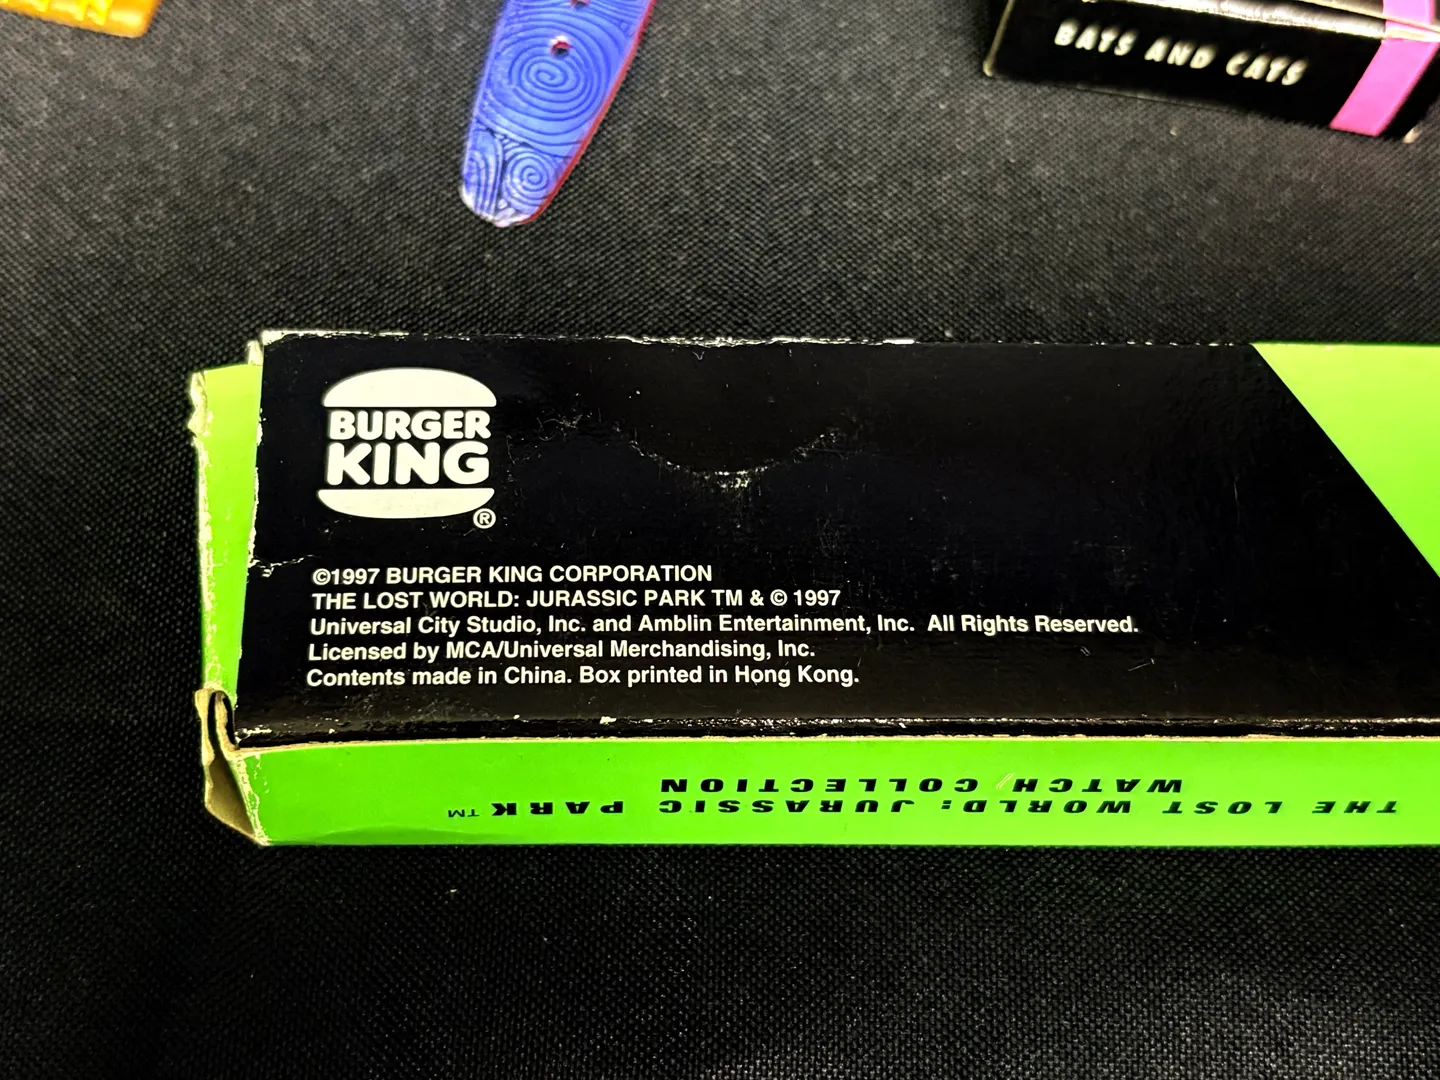 BATS AND CATS
BURGER
KING
®
©1997 BURGER KING CORPORATION
THE LOST WORLD: JURASSIC PARK TM & © 1997
Universal City Studio, Inc. and Amblin Entertainment, Inc.  All Rights Reserved.
Licensed by MCA/Universal Merchandising, Inc.
Contents made in China. Box printed in Hong Kong.
THE LOST WORLD: JURASSIC PARK ™
WATCH COLLECTION